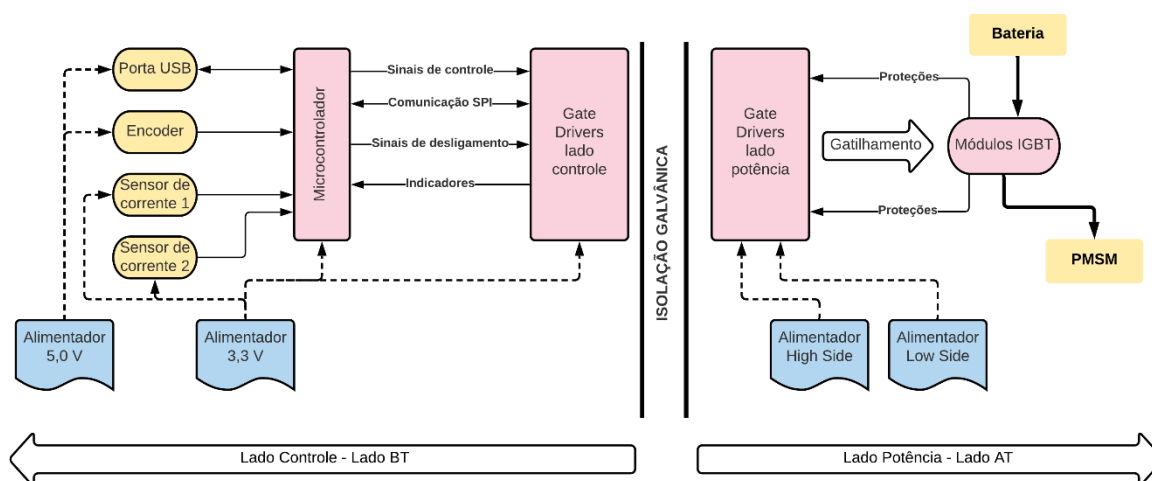 Porta USB
Encoder
Sensor de
corrente 1
Sensor de
corrente 2
Alimentador
5,0 V
Alimentador
3,3 V
Microcontrolador
Sinais de controle
Comunicação SPI
Sinais de desligamento
Indicadores
Gate
Drivers
lado
controle
ISOLAÇÃO GALVÂNICA
Gate
Drivers
lado
potência
Proteções
Gatilhamento
Proteções
Bateria
Módulos IGBT
PMSM
Alimentador
High Side
Alimentador
Low Side
Lado Controle - Lado BT
Lado Potência - Lado AT